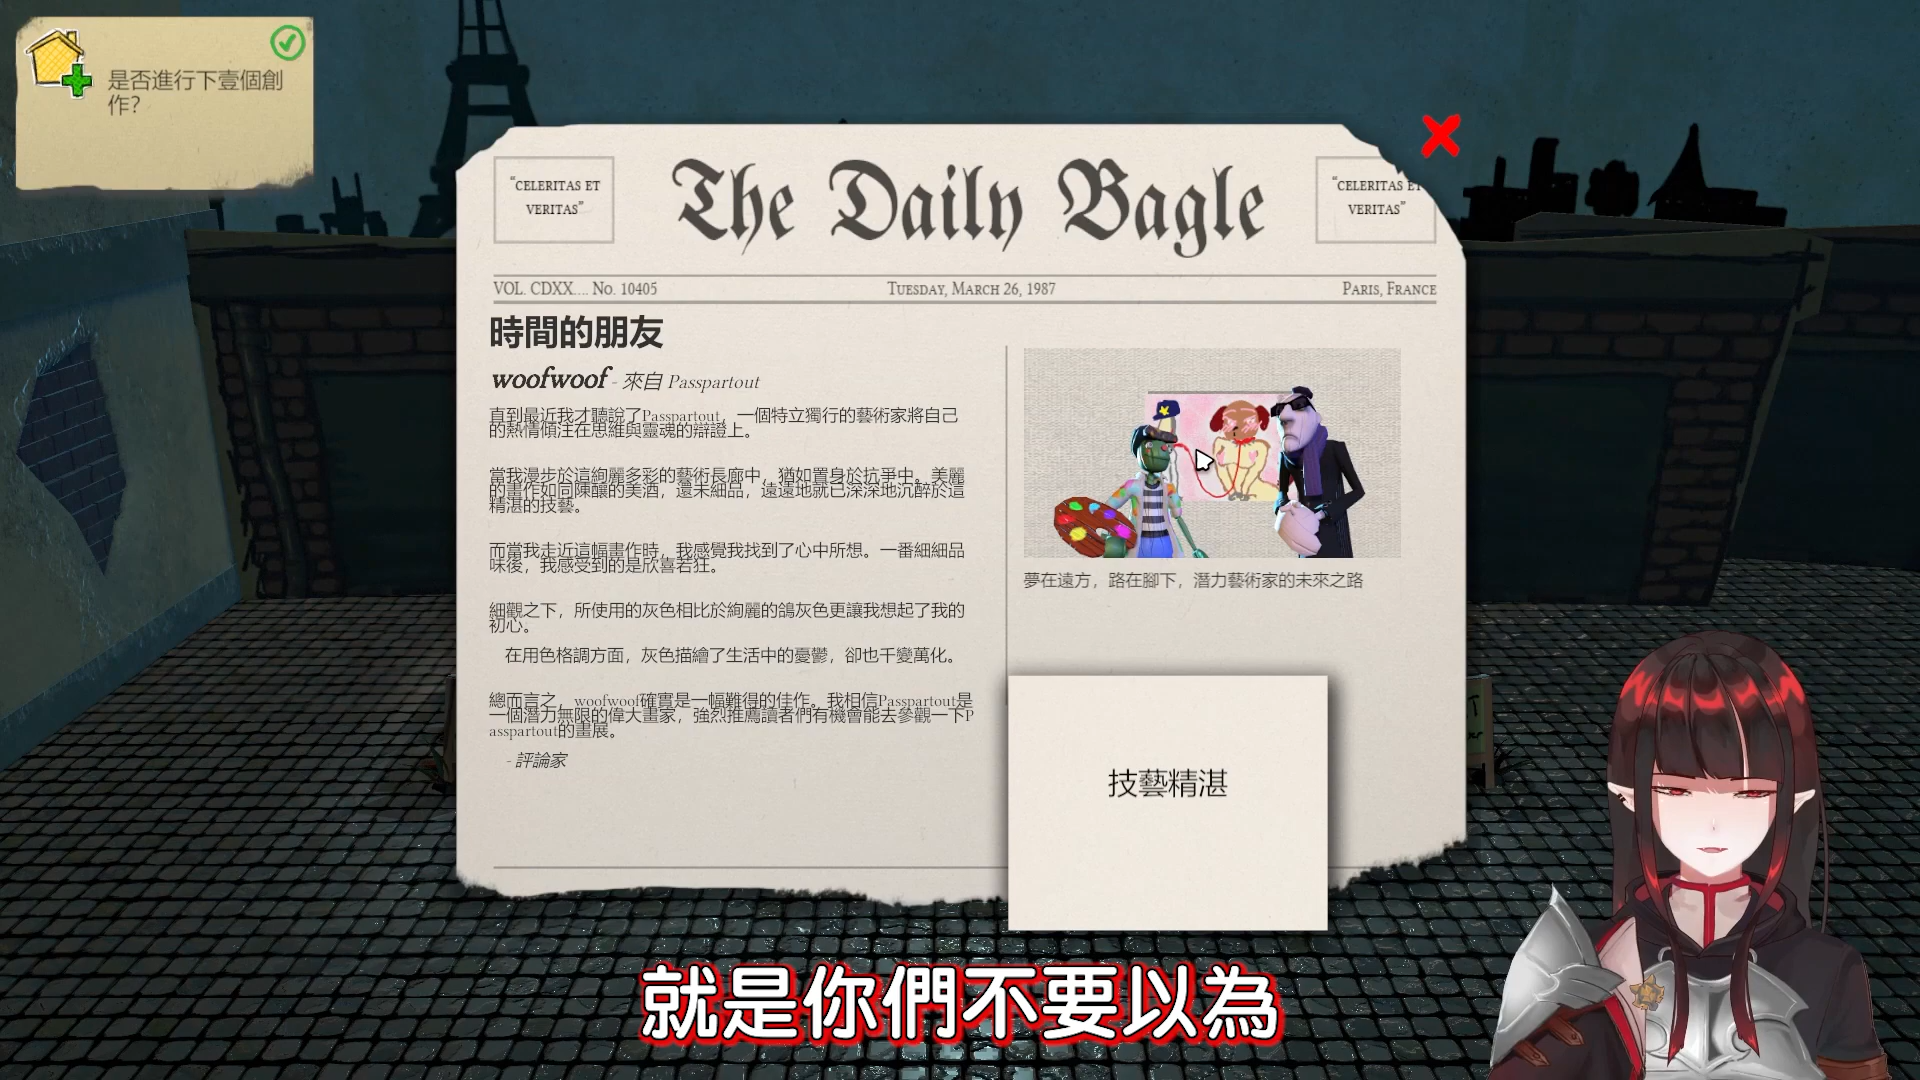 是否進行下壹個創
作?
“CELERITAS ET
VERITAS”
The Daily Bagle
“CELERITAS ET
VERITAS”
VOL. CDXX.... No. 10405
Tuesday, March 26, 1987
Paris, France
時間的朋友
woofwoof - 來自 Passpartout
直到最近我才聽說了Passpartout，一個特立獨行的藝術家將自己
的熱情傾注在思維與靈魂的辯證上。
當我漫步於這絢麗多彩的藝術長廊中，猶如置身於抗爭中。美麗
的畫作如同陳釀的美酒，還未細品，遠遠地就已深深地沉醉於這
精湛的技藝。
而當我走近這幅畫作時，我感覺我找到了心中所想。一番細細品
味後，我感受到的是欣喜若狂。
細觀之下，所使用的灰色相比於絢麗的鴿灰色更讓我想起了我的
初心。
在用色格調方面，灰色描繪了生活中的憂鬱，卻也千變萬化。
總而言之，woofwoof確實是一幅難得的佳作。我相信Passpartout是
一個潛力無限的偉大畫家，強烈推薦讀者們有機會能去參觀一下P
asspartout的畫展。
- 評論家
夢在遠方，路在腳下，潛力藝術家的未來之路
技藝精湛
就是你們不要以為